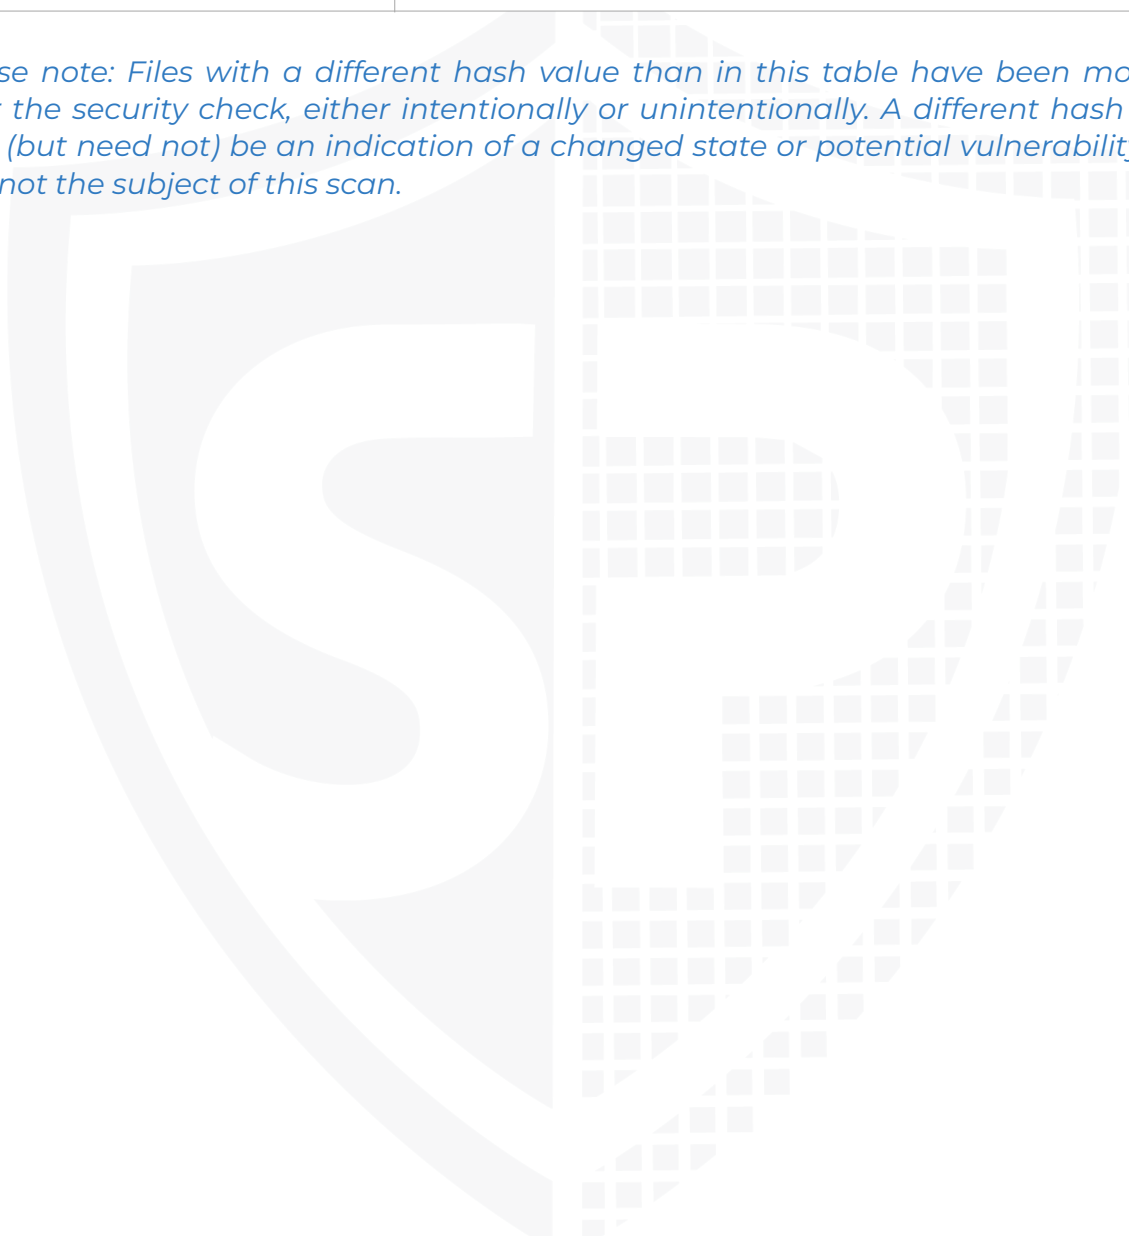 se note: Files with a different hash value than in this table have been mo
the security check, either intentionally or unintentionally. A different hash
(but need not) be an indication of a changed state or potential vulnerability
not the subject of this scan.
SP